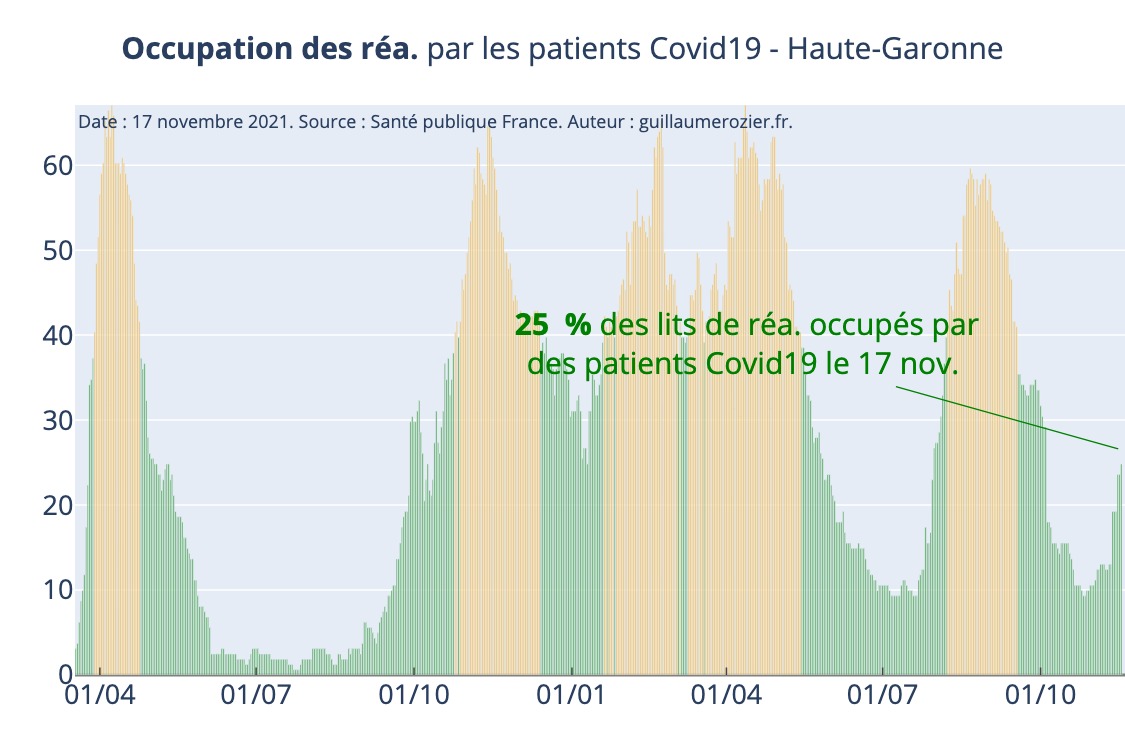 Occupation des réa. par les patients Covid19 - Haute-Garonne
Date : 17 novembre 2021. Source : Santé publique France. Auteur : guillaumerozier.fr.
60
50
40
30
20
10
0
25 % des lits de réa. occupés par
des patients Covid19 le 17 nov.
01/04 01/07 01/10 01/01 01/04 01/07 01/10